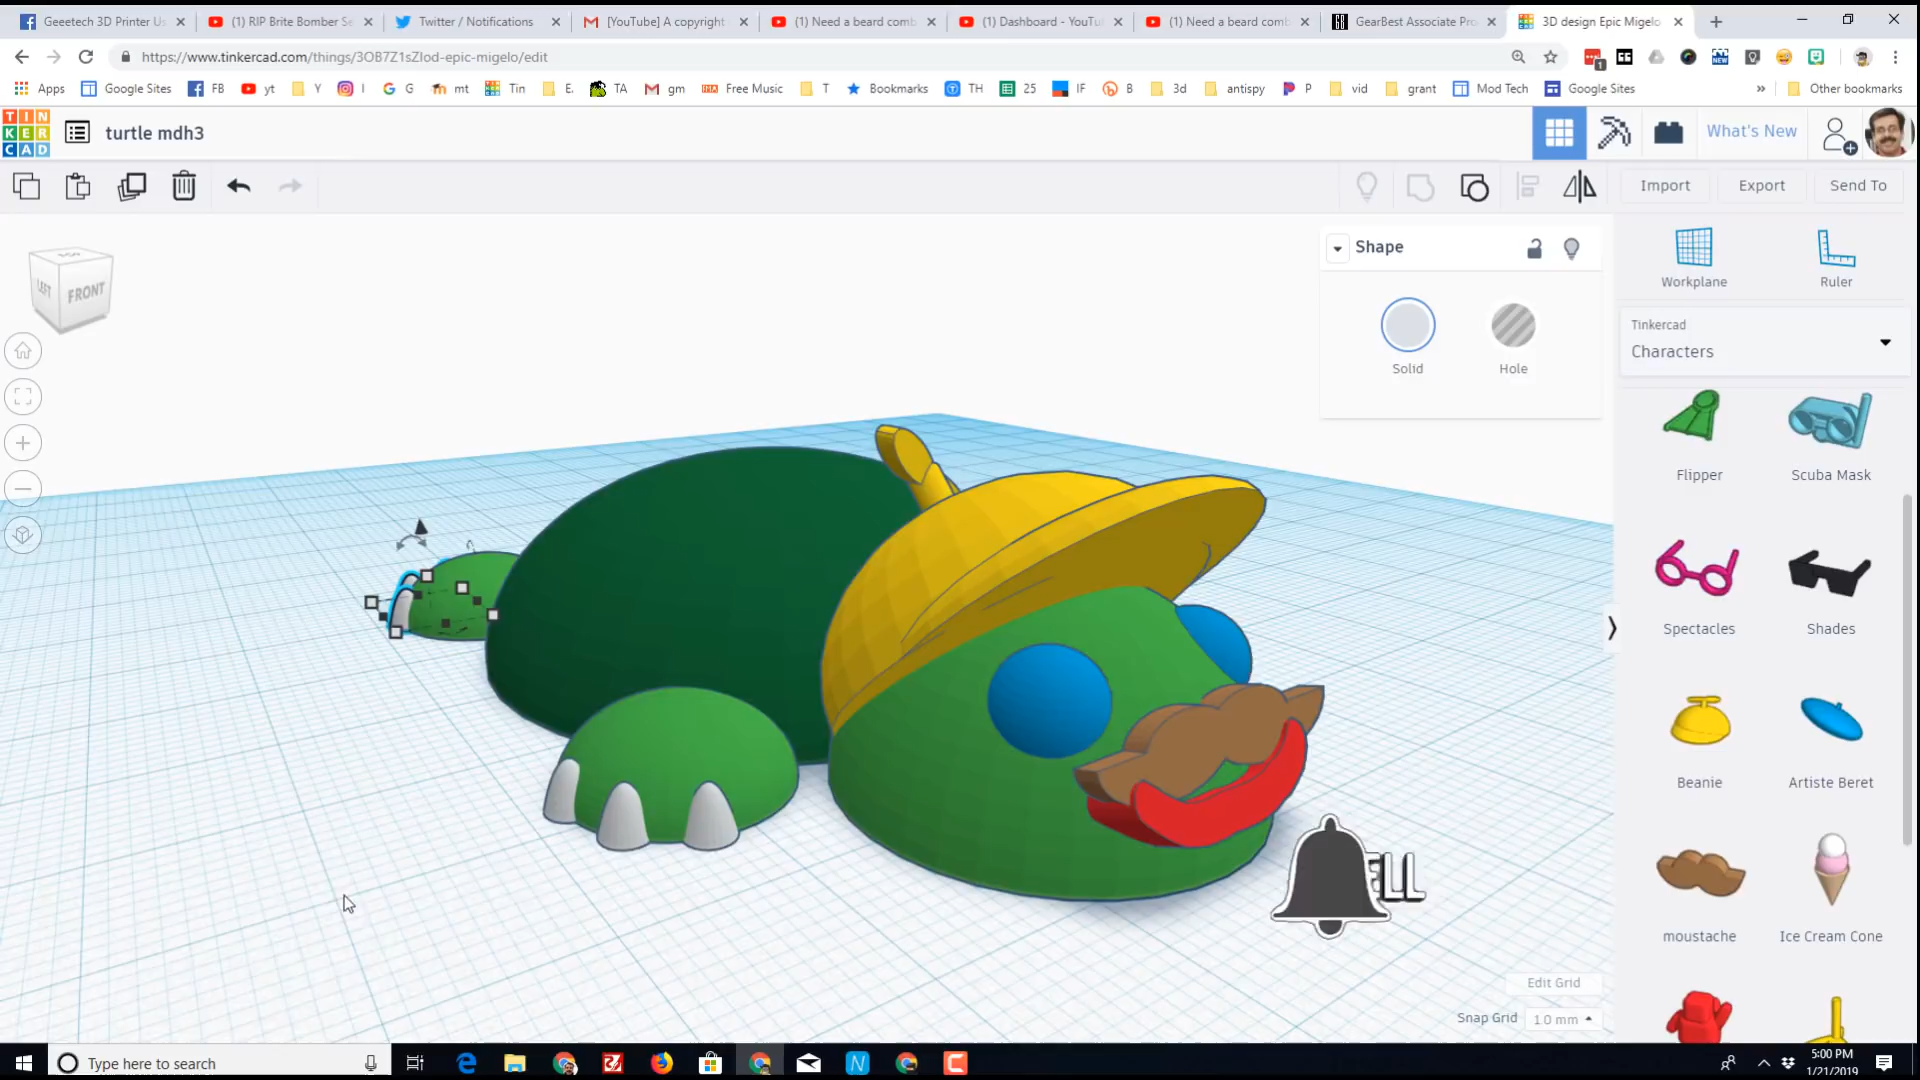 Geeetech 3D Printer Us
(1) RIP Brite Bomber Se
Twitter / Notifications
[YouTube] A copyright
(1) Need a beard comb
(1) Dashboard - YouTu
(1) Need a beard comb
GearBest Associate Pro
3D design Epic Migelo
https://www.tinkercad.com/things/3OB7Z1sZIod-epic-migelo/edit
Apps
Google Sites
FB
yt
Y
I
G
mt
Tin
E.
TA
gm
Free Music
T
Bookmarks
TH
25
IF
B
3d
antispy
P
vid
grant
Mod Tech
Google Sites
»
Other bookmarks
TIN
KER
CAD
turtle mdh3
What's New
Import
Export
Send To
LEFT
FRONT
Shape
Solid
Hole
Workplane
Ruler
Tinkercad
Characters
Flipper
Scuba Mask
Spectacles
Shades
Beanie
Artiste Beret
moustache
Ice Cream Cone
ELL
Edit Grid
Snap Grid
1.0 mm
Type here to search
5:00 PM
1/21/2019